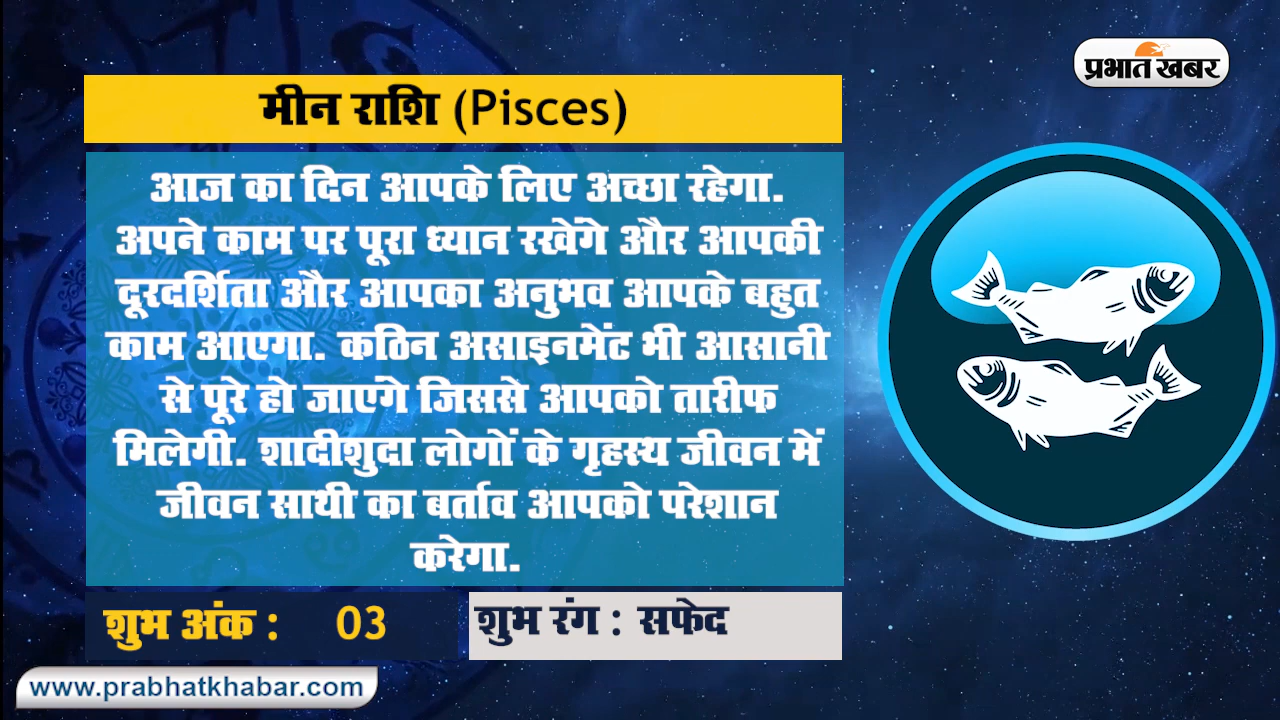 प्रभात खबर
मीन राशि (Pisces)
आज का दिन आपके लिए अच्छा रहेगा.
अपने काम पर पूरा ध्यान रखेंगे और आपकी
दूरदर्शिता और आपका अनुभव आपके बहुत
काम आएगा. कठिन असाइनमेंट भी आसानी
से पूरे हो जाएंगे जिससे आपको तारीफ
मिलेगी. शादीशुदा लोगों के गृहस्थ जीवन में
जीवन साथी का बर्ताव आपको परेशान
करेगा.
शुभ अंक : 03
शुभ रंग : सफेद
www.prabhatkhabar.com